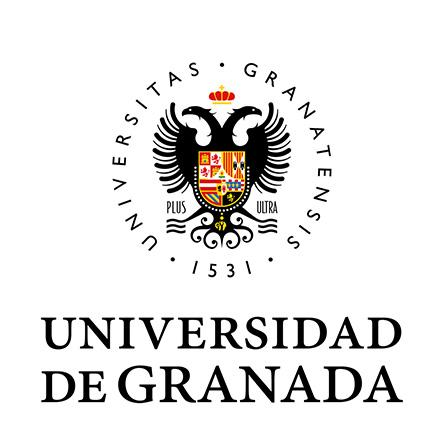 UNIVERSITAS · GRANATENSIS
PLUS ULTRA
· 1531 ·
UNIVERSIDAD
DE GRANADA